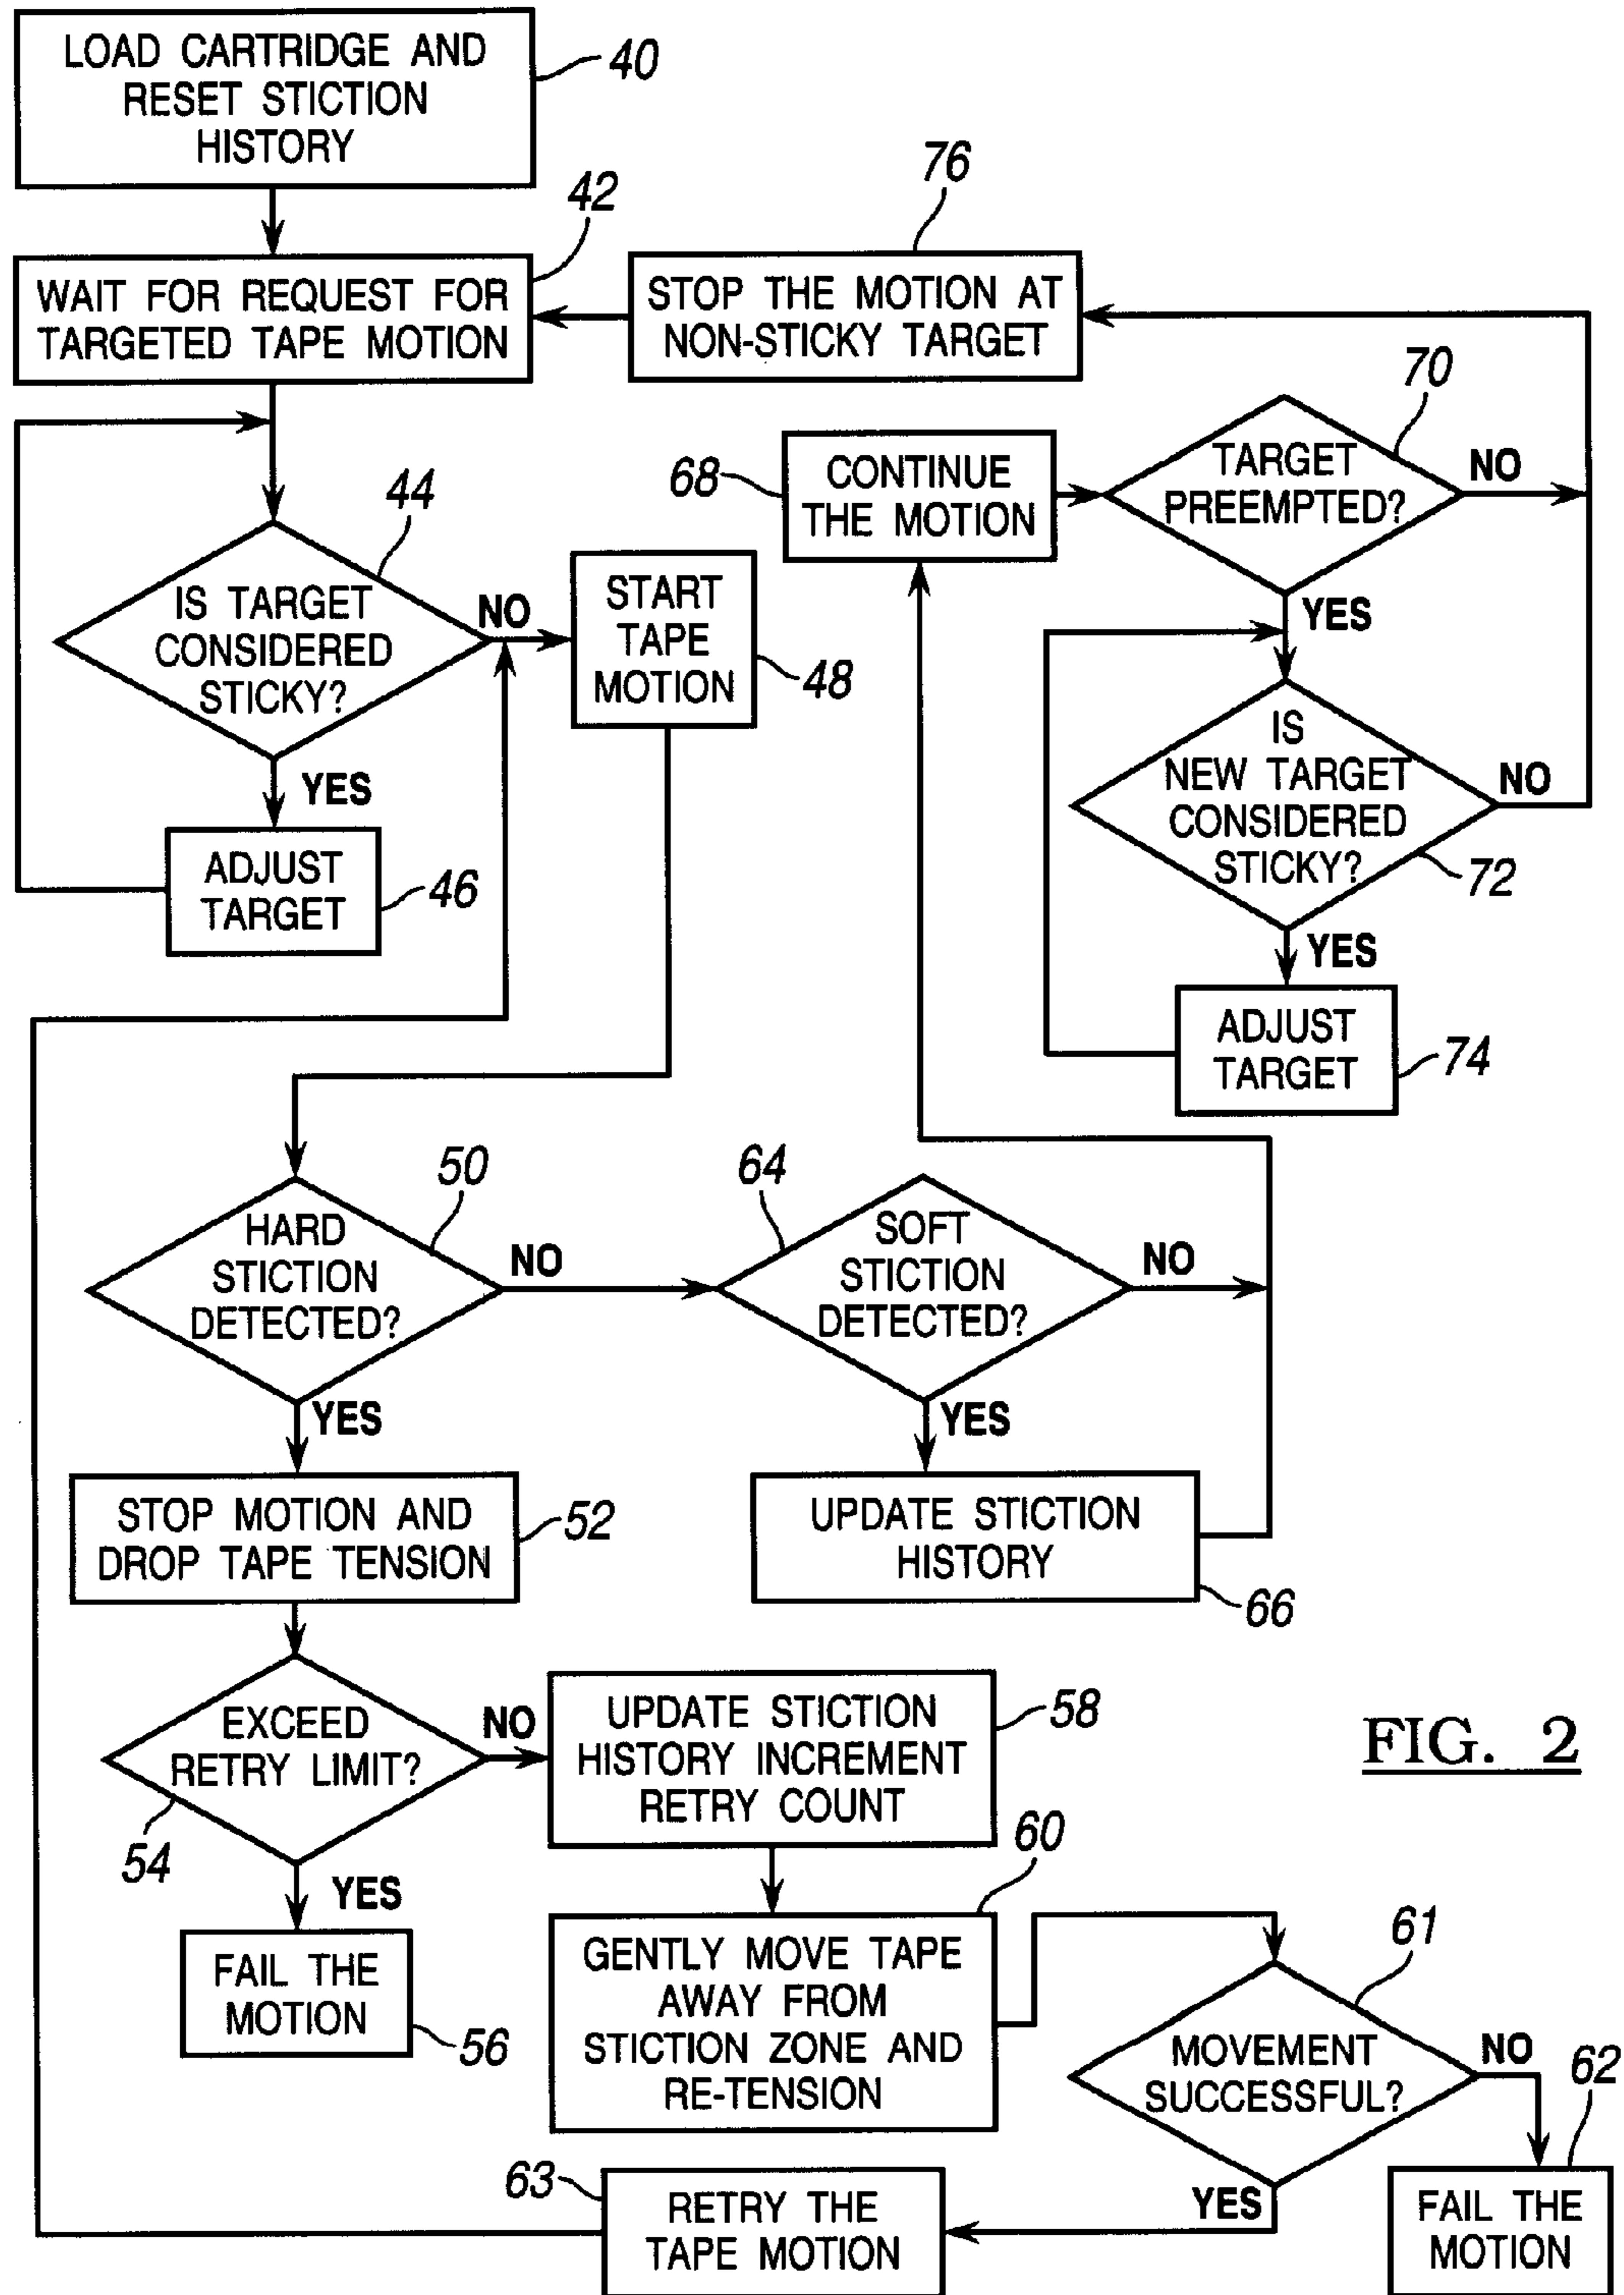 LOAD CARTRIDGE AND
RESET STICTION
HISTORY
40
WAIT FOR REQUEST FOR
TARGETED TAPE MOTION
42
STOP THE MOTION AT
NON-STICKY TARGET
76
IS TARGET
CONSIDERED
STICKY?
44
NO
YES
ADJUST
TARGET
46
START
TAPE
MOTION
48
68
CONTINUE
THE MOTION
TARGET
PREEMPTED?
70
NO
YES
IS
NEW TARGET
CONSIDERED
STICKY?
72
NO
YES
ADJUST
TARGET
74
HARD
STICTION
DETECTED?
50
NO
YES
64
SOFT
STICTION
DETECTED?
NO
YES
UPDATE STICTION
HISTORY
66
STOP MOTION AND
DROP TAPE TENSION
52
EXCEED
RETRY LIMIT?
54
NO
YES
FAIL THE
MOTION
56
UPDATE STICTION
HISTORY INCREMENT
RETRY COUNT
58
GENTLY MOVE TAPE
AWAY FROM
STICTION ZONE AND
RE-TENSION
60
MOVEMENT
SUCCESSFUL?
61
NO
YES
FAIL THE
MOTION
62
63
RETRY THE
TAPE MOTION
FIG. 2